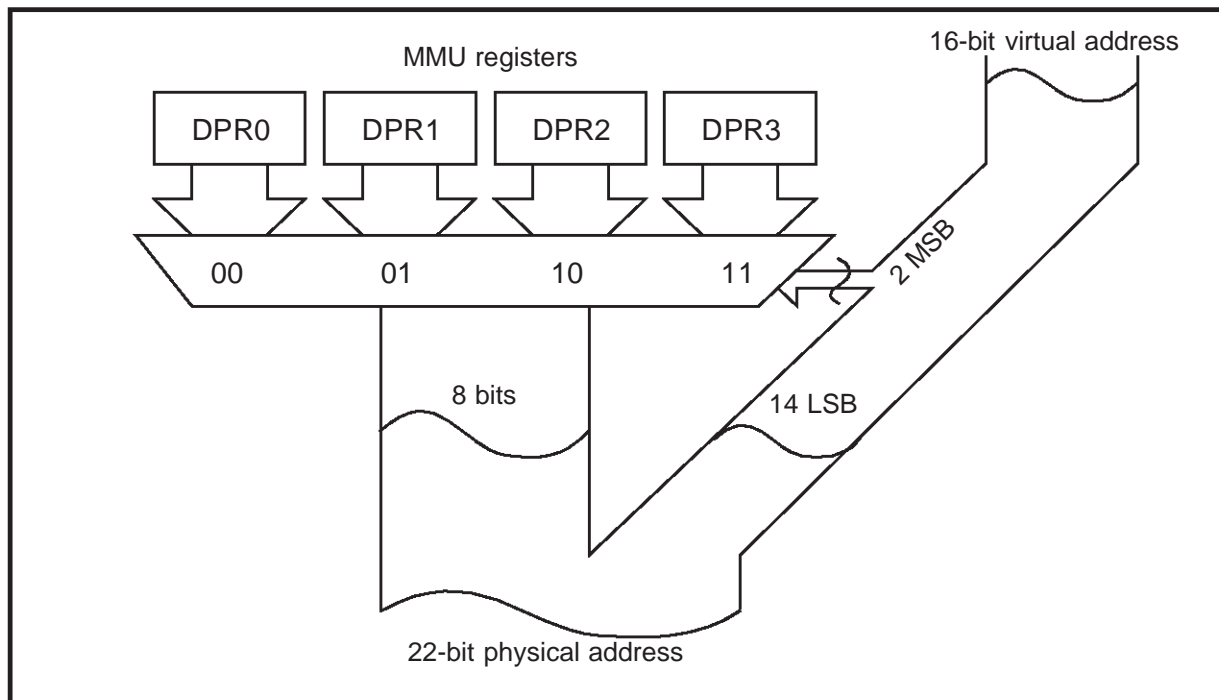 16-bit virtual address
MMU registers
DPR0
DPR1
DPR2
DPR3
00
01
10
11
2 MSB
8 bits
14 LSB
22-bit physical address